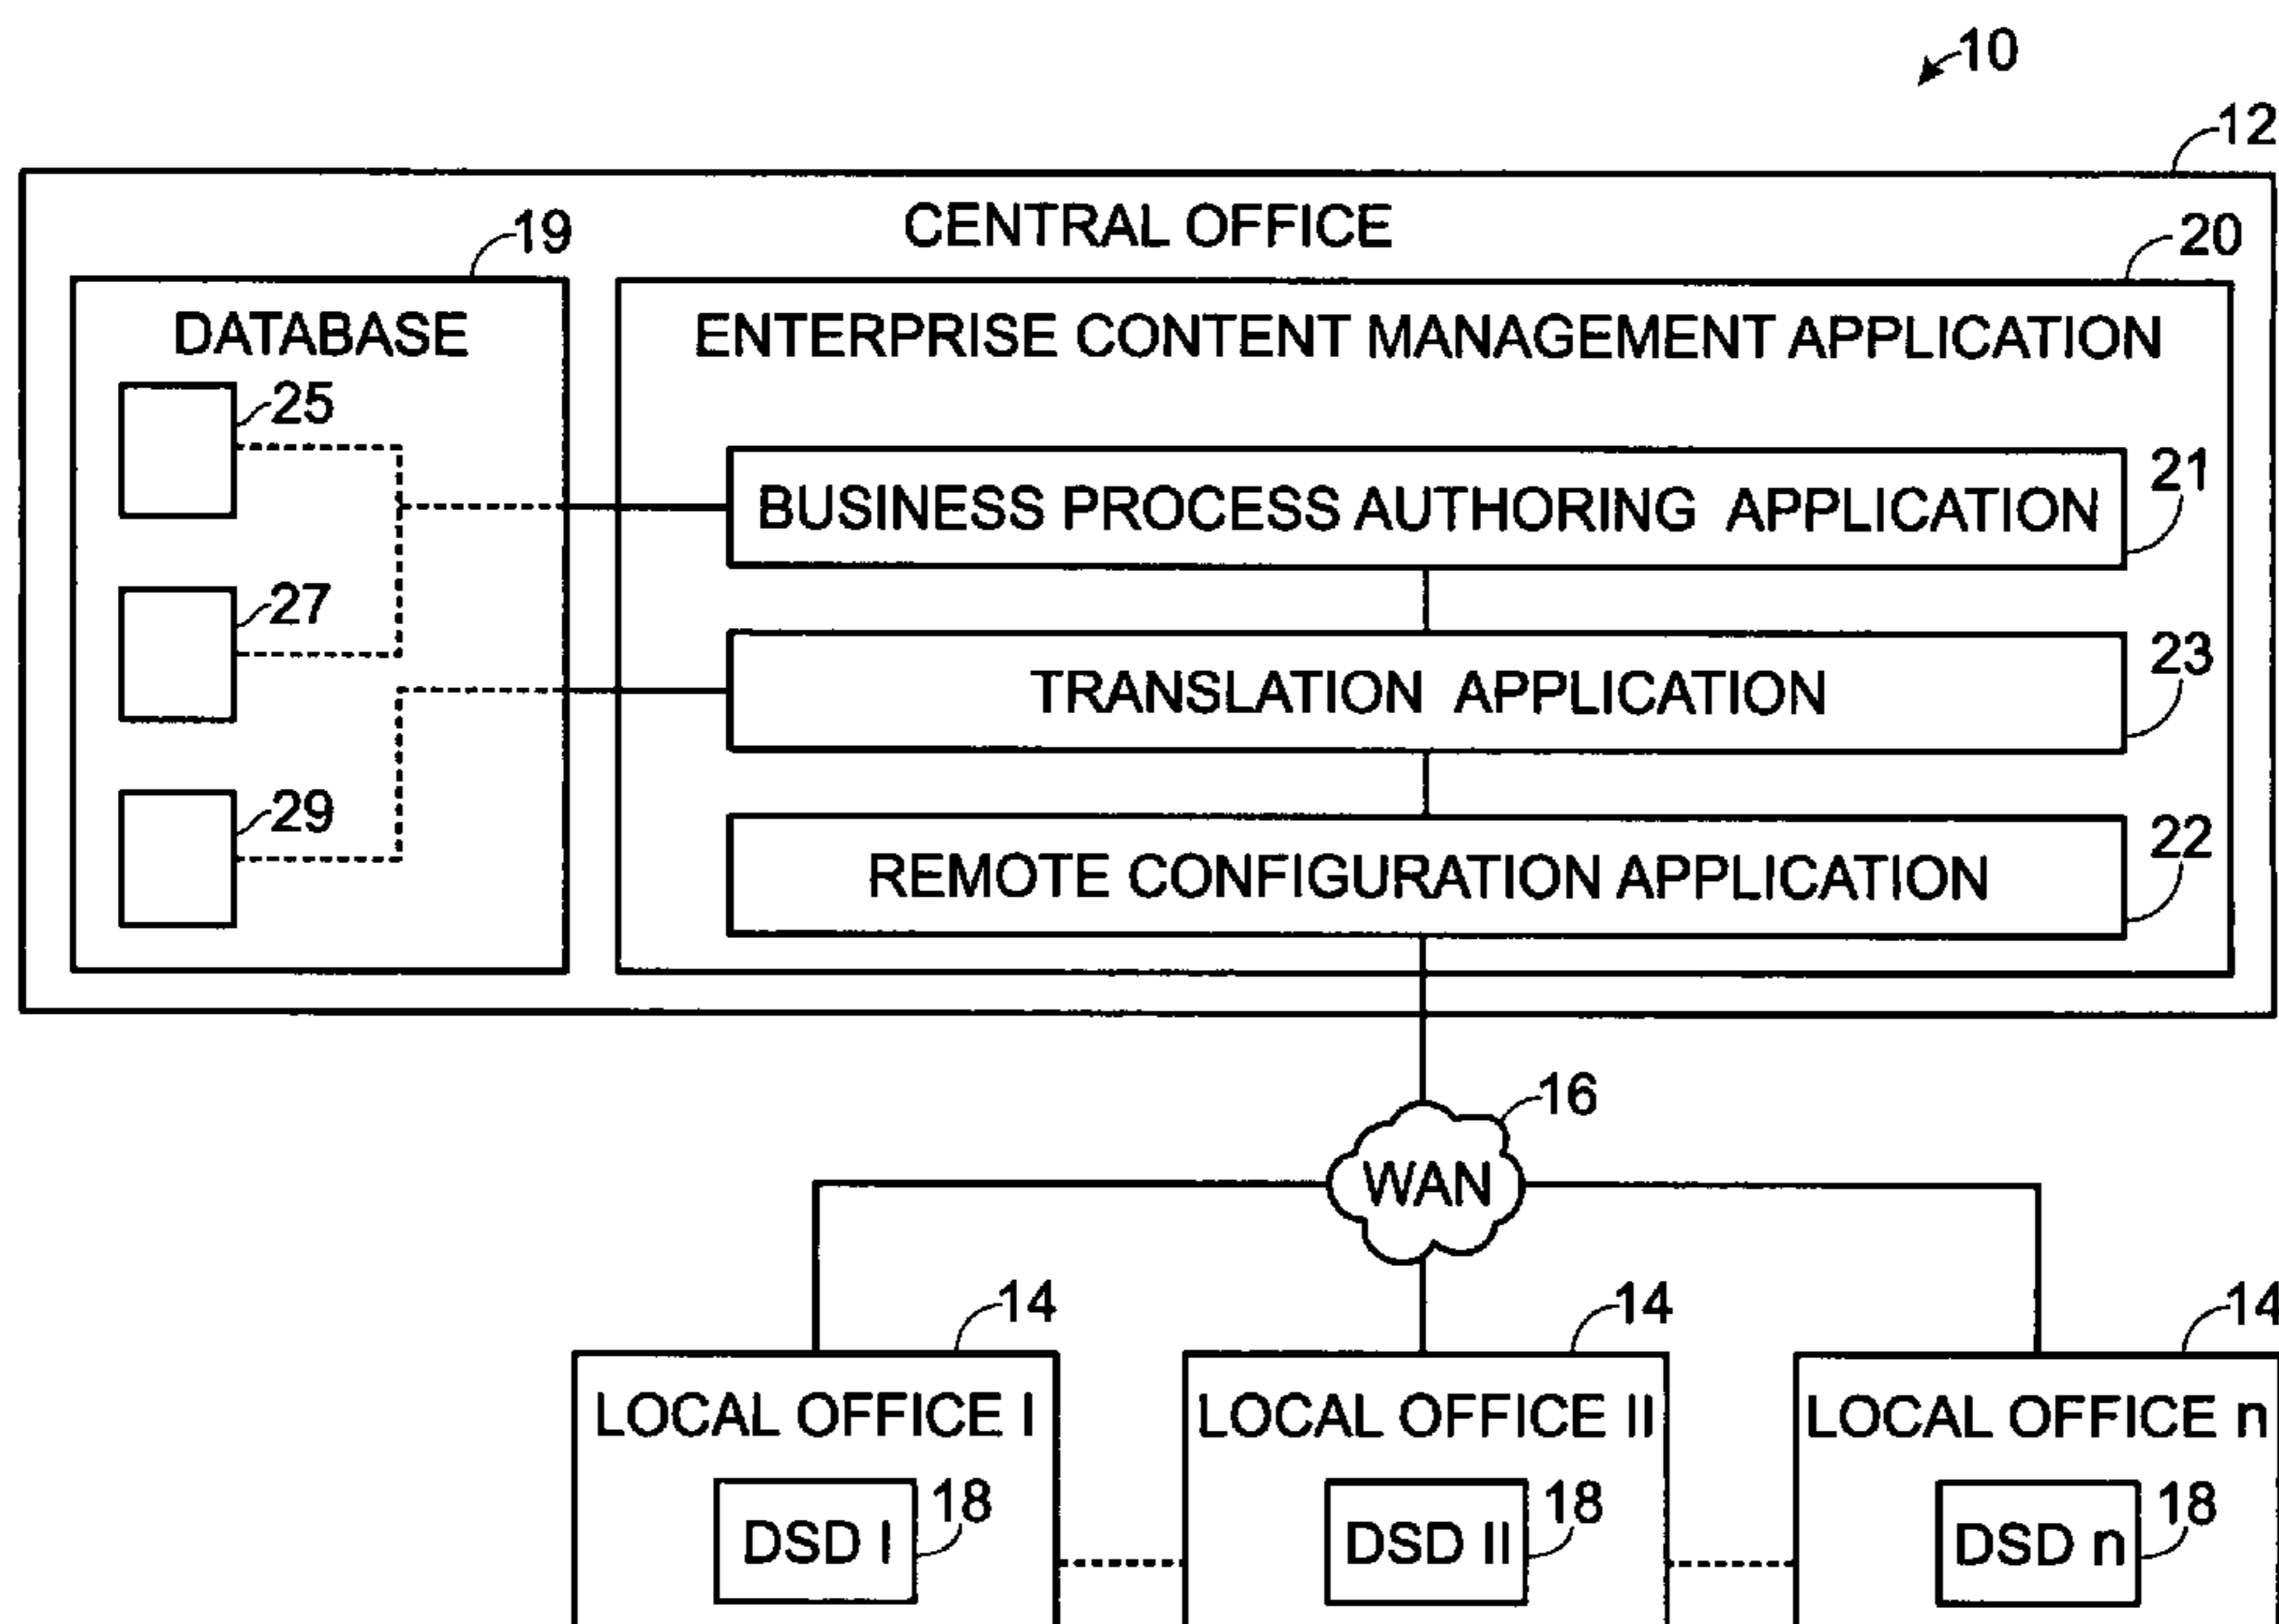 10
12
CENTRAL OFFICE
19
20
DATABASE
ENTERPRISE CONTENT MANAGEMENT APPLICATION
25
21
BUSINESS PROCESS AUTHORING APPLICATION
27
23
TRANSLATION APPLICATION
29
22
REMOTE CONFIGURATION APPLICATION
16
WAN
14
14
14
LOCAL OFFICE I
LOCAL OFFICE II
LOCAL OFFICE n
18
18
18
DSD I
DSD II
DSD n